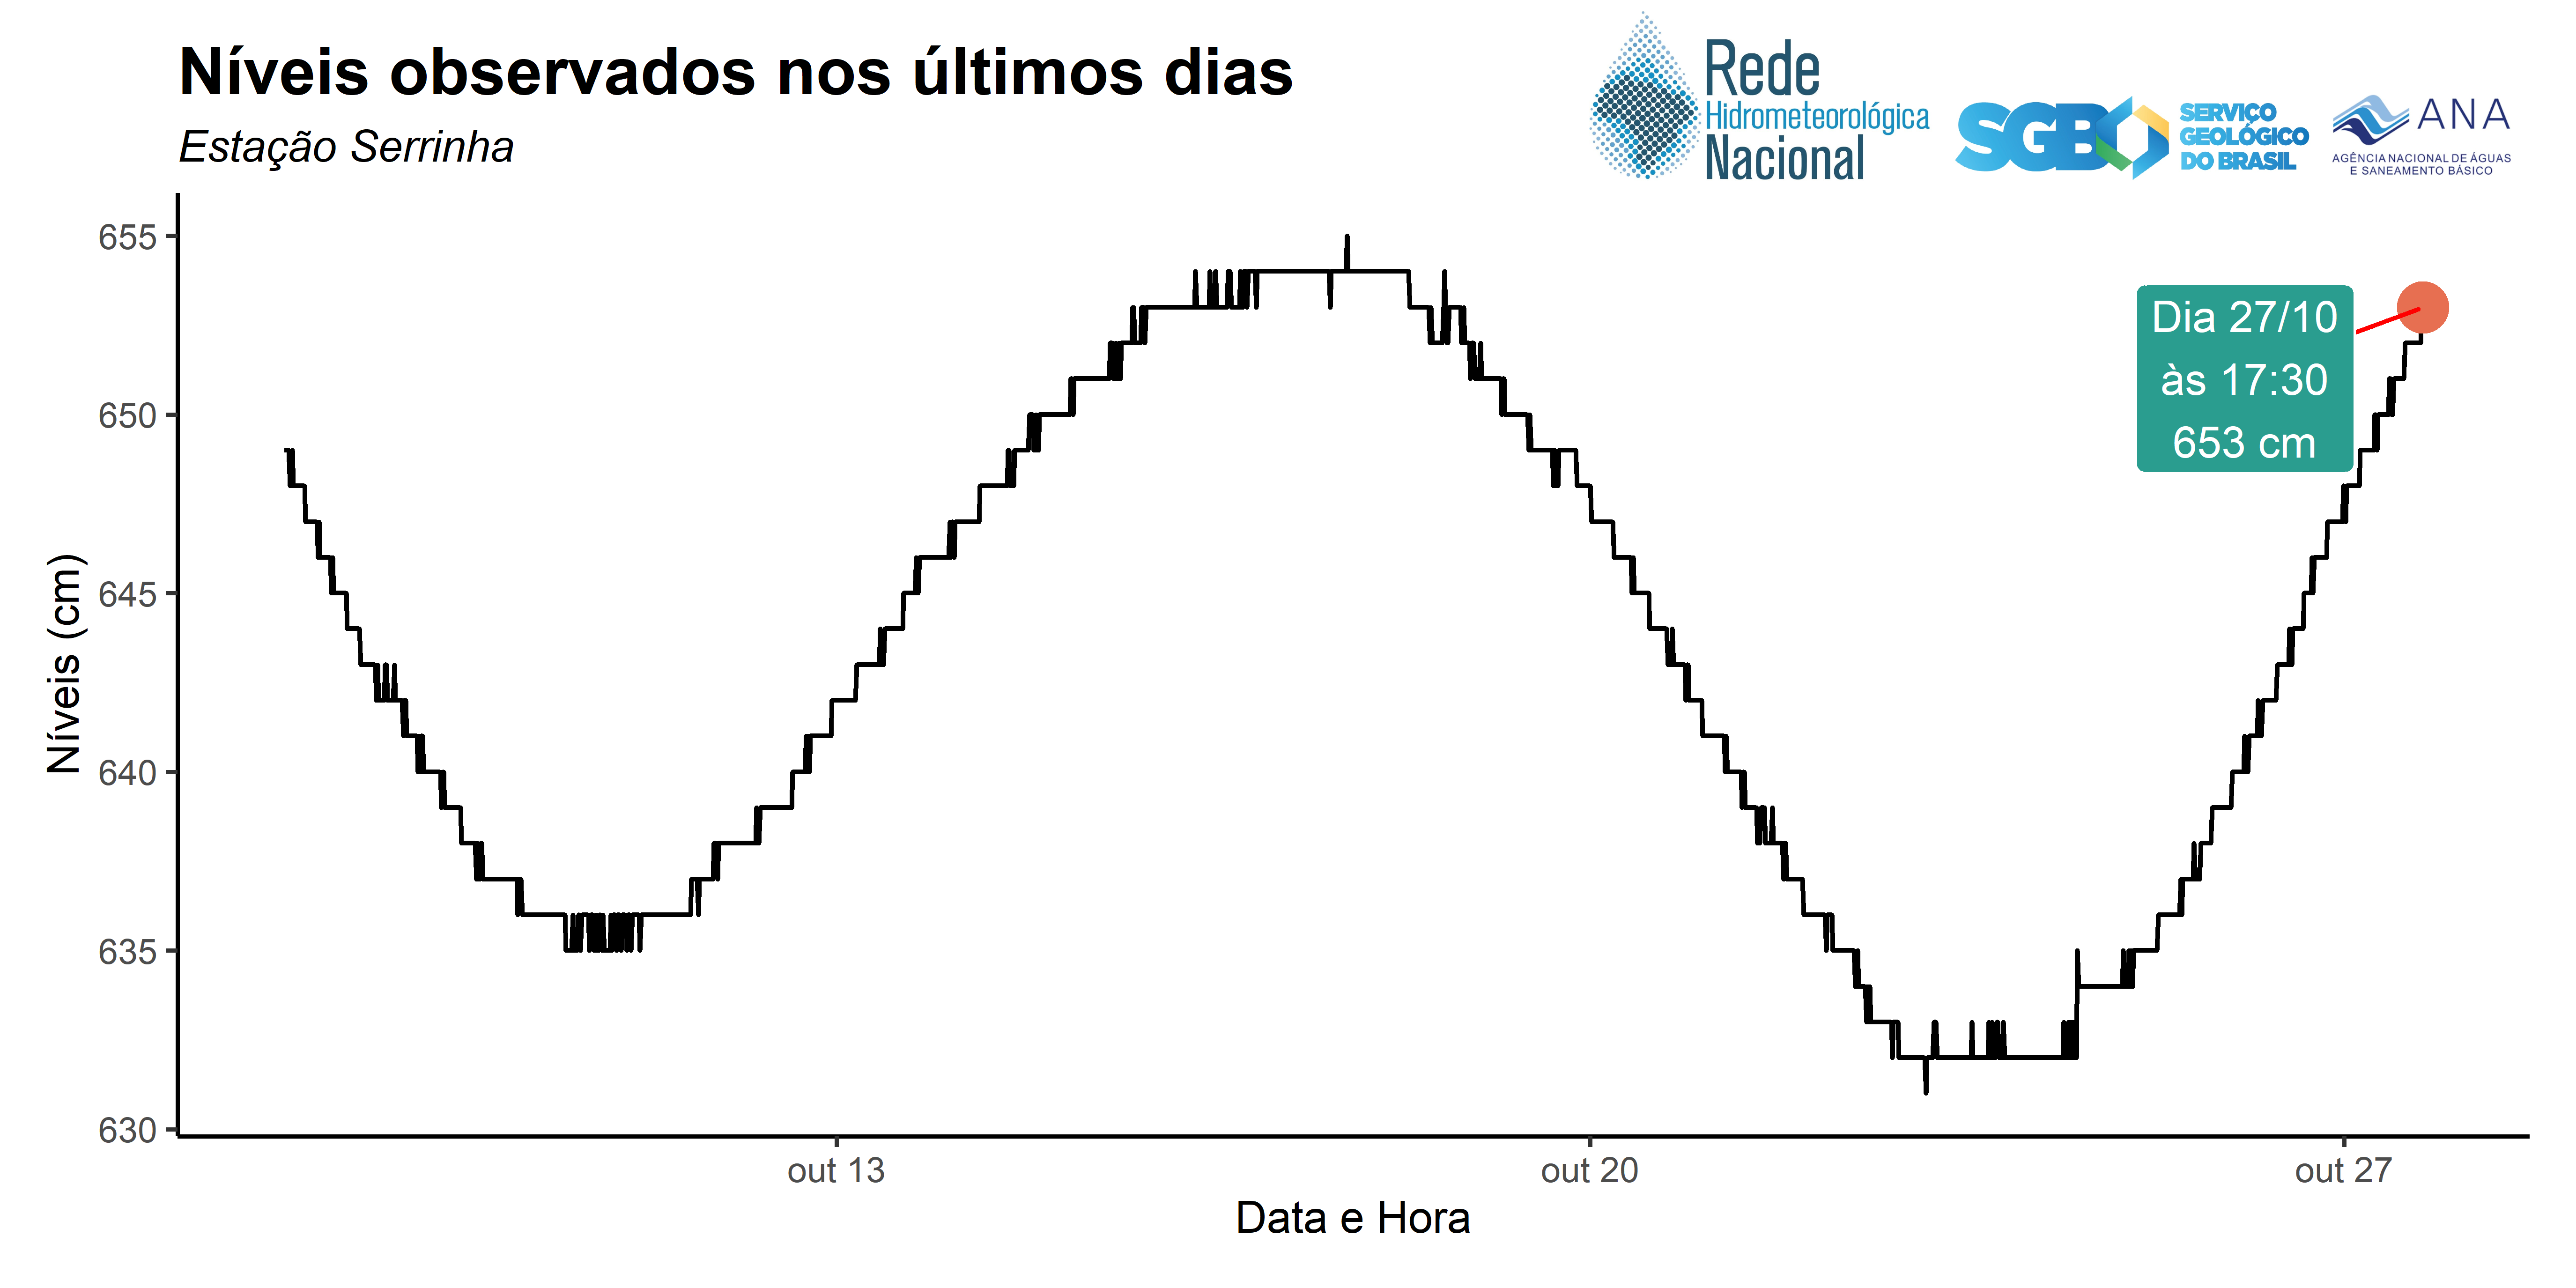 Níveis observados nos últimos dias
Estação Serrinha
Rede
Hidrometeorológica
Nacional
SGB
SERVIÇO
GEOLÓGICO
DO BRASIL
ANA
AGÊNCIA NACIONAL DE ÁGUAS
E SANEAMENTO BÁSICO
655
650
645
640
635
630
Níveis (cm)
Dia 27/10
às 17:30
653 cm
out 13
out 20
out 27
Data e Hora